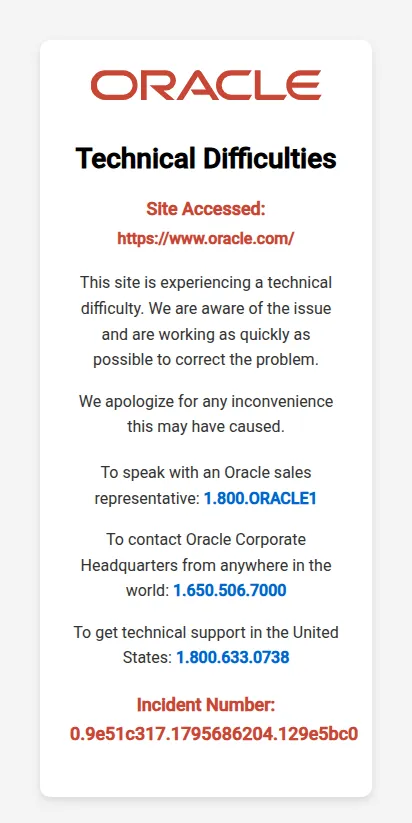 ORACLE
Technical Difficulties
Site Accessed:
https://www.oracle.com/
This site is experiencing a technical
difficulty. We are aware of the issue
and are working as quickly as
possible to correct the problem.
We apologize for any inconvenience
this may have caused.
To speak with an Oracle sales
representative: 1.800.ORACLE1
To contact Oracle Corporate
Headquarters from anywhere in the
world: 1.650.506.7000
To get technical support in the United
States: 1.800.633.0738
Incident Number:
0.9e51c317.1795686204.129e5bc0